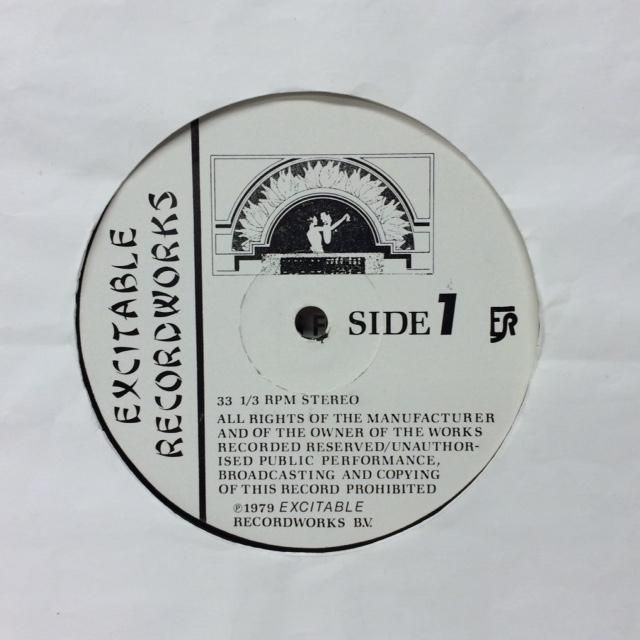 EXCITABLE
RECORDWORKS
SIDE 1
33 1/3 RPM STEREO
ALL RIGHTS OF THE MANUFACTURER
AND OF THE OWNER OF THE WORKS
RECORDED RESERVED/UNAUTHOR-
ISED PUBLIC PERFORMANCE,
BROADCASTING AND COPYING
OF THIS RECORD PROHIBITED
℗1979 EXCITABLE
RECORDWORKS B.V.